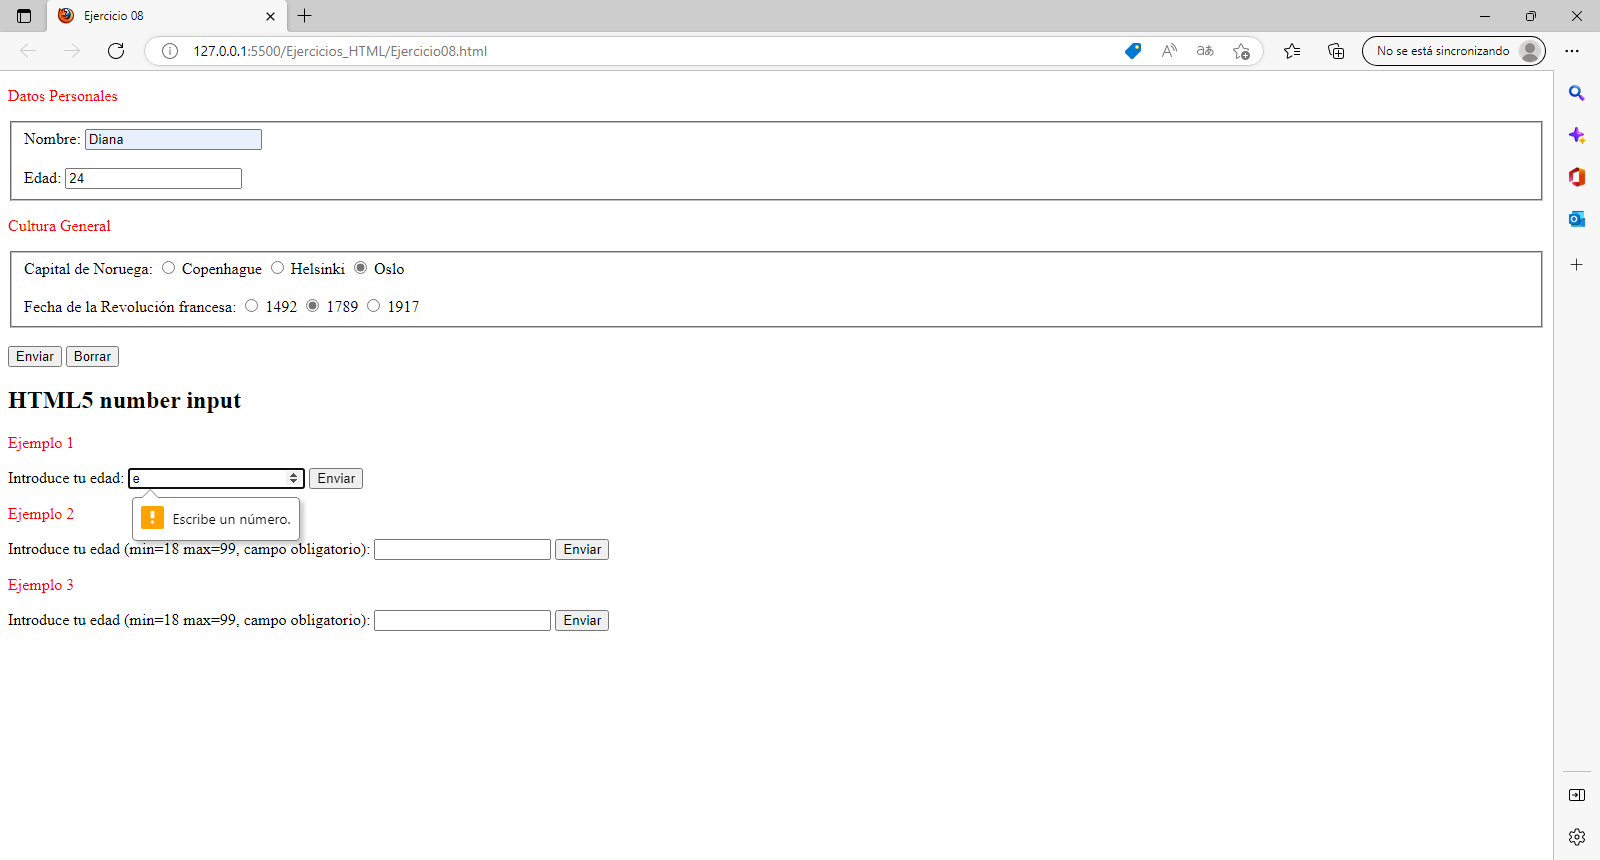 Ejercicio 08
127.0.0.1:5500/Ejercicios_HTML/Ejercicio08.html
No se está sincronizando
Datos Personales
Nombre: Diana
Edad: 24
Cultura General
Capital de Noruega: Copenhague Helsinki Oslo
Fecha de la Revolución francesa: 1492 1789 1917
Enviar Borrar
HTML5 number input
Ejemplo 1
Introduce tu edad: e Enviar
Escribe un número.
Ejemplo 2
Introduce tu edad (min=18 max=99, campo obligatorio): Enviar
Ejemplo 3
Introduce tu edad (min=18 max=99, campo obligatorio): Enviar